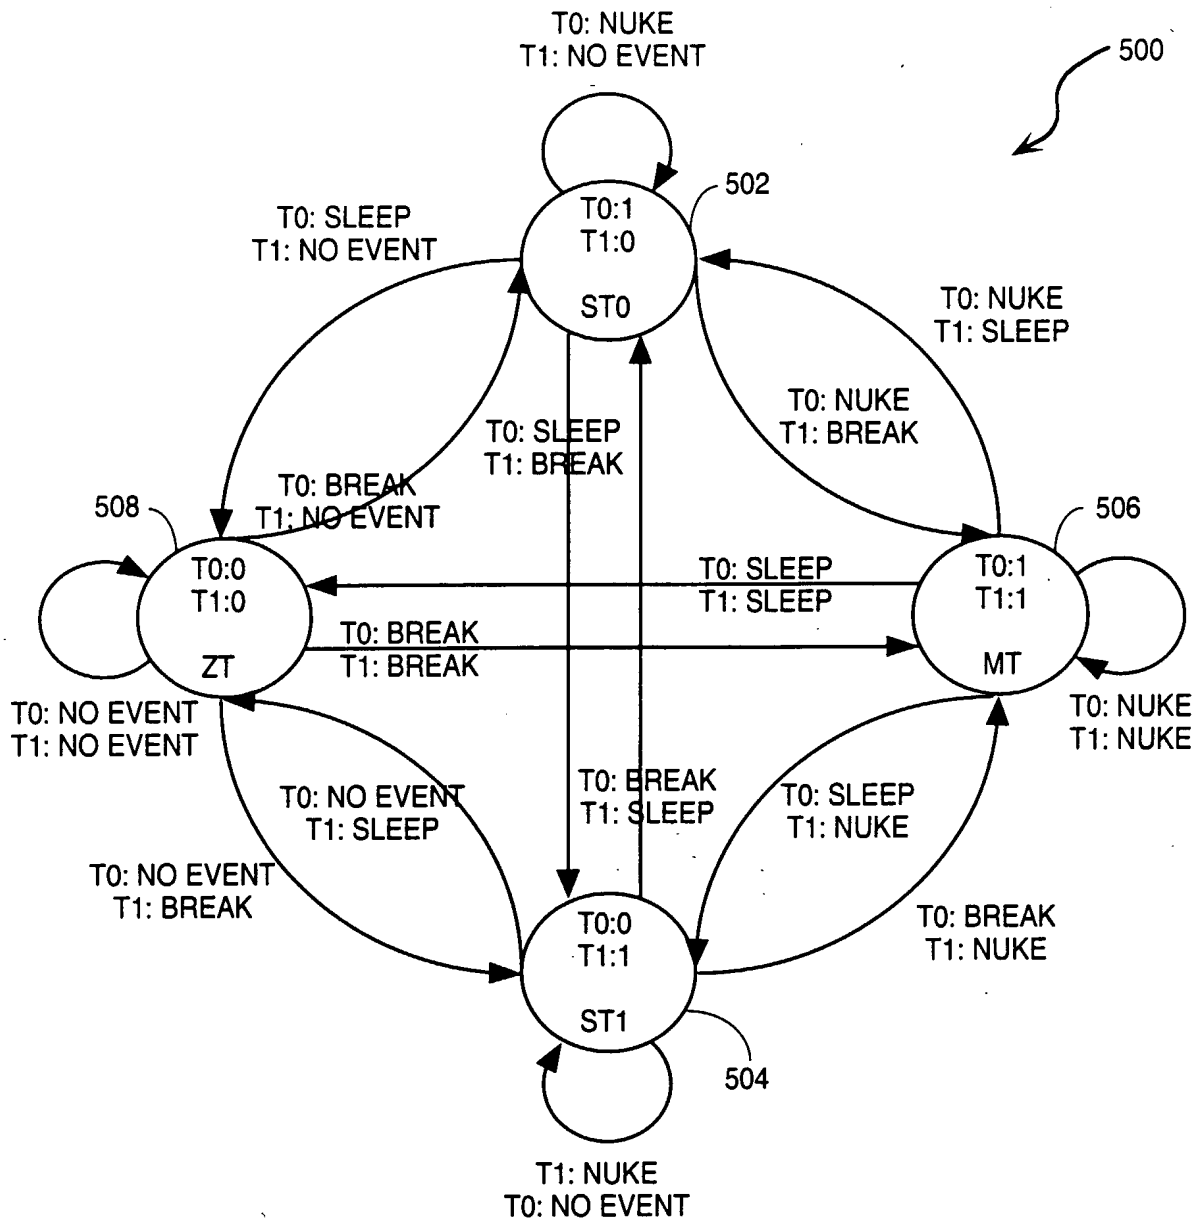 T0: NUKE
T1: NO EVENT
500
502
T0:1
T1:0
ST0
T0: SLEEP
T1: NO EVENT
T0: NUKE
T1: SLEEP
T0: NUKE
T1: BREAK
T0: SLEEP
T1: BREAK
T0: BREAK
T1: NO EVENT
508
506
T0:0
T1:0
ZT
T0: SLEEP
T1: SLEEP
T0:1
T1:1
MT
T0: BREAK
T1: BREAK
T0: NO EVENT
T1: NO EVENT
T0: NUKE
T1: NUKE
T0: NO EVENT
T1: SLEEP
T0: BREAK
T1: SLEEP
T0: SLEEP
T1: NUKE
T0: NO EVENT
T1: BREAK
T0: BREAK
T1: NUKE
T0:0
T1:1
ST1
504
T1: NUKE
T0: NO EVENT